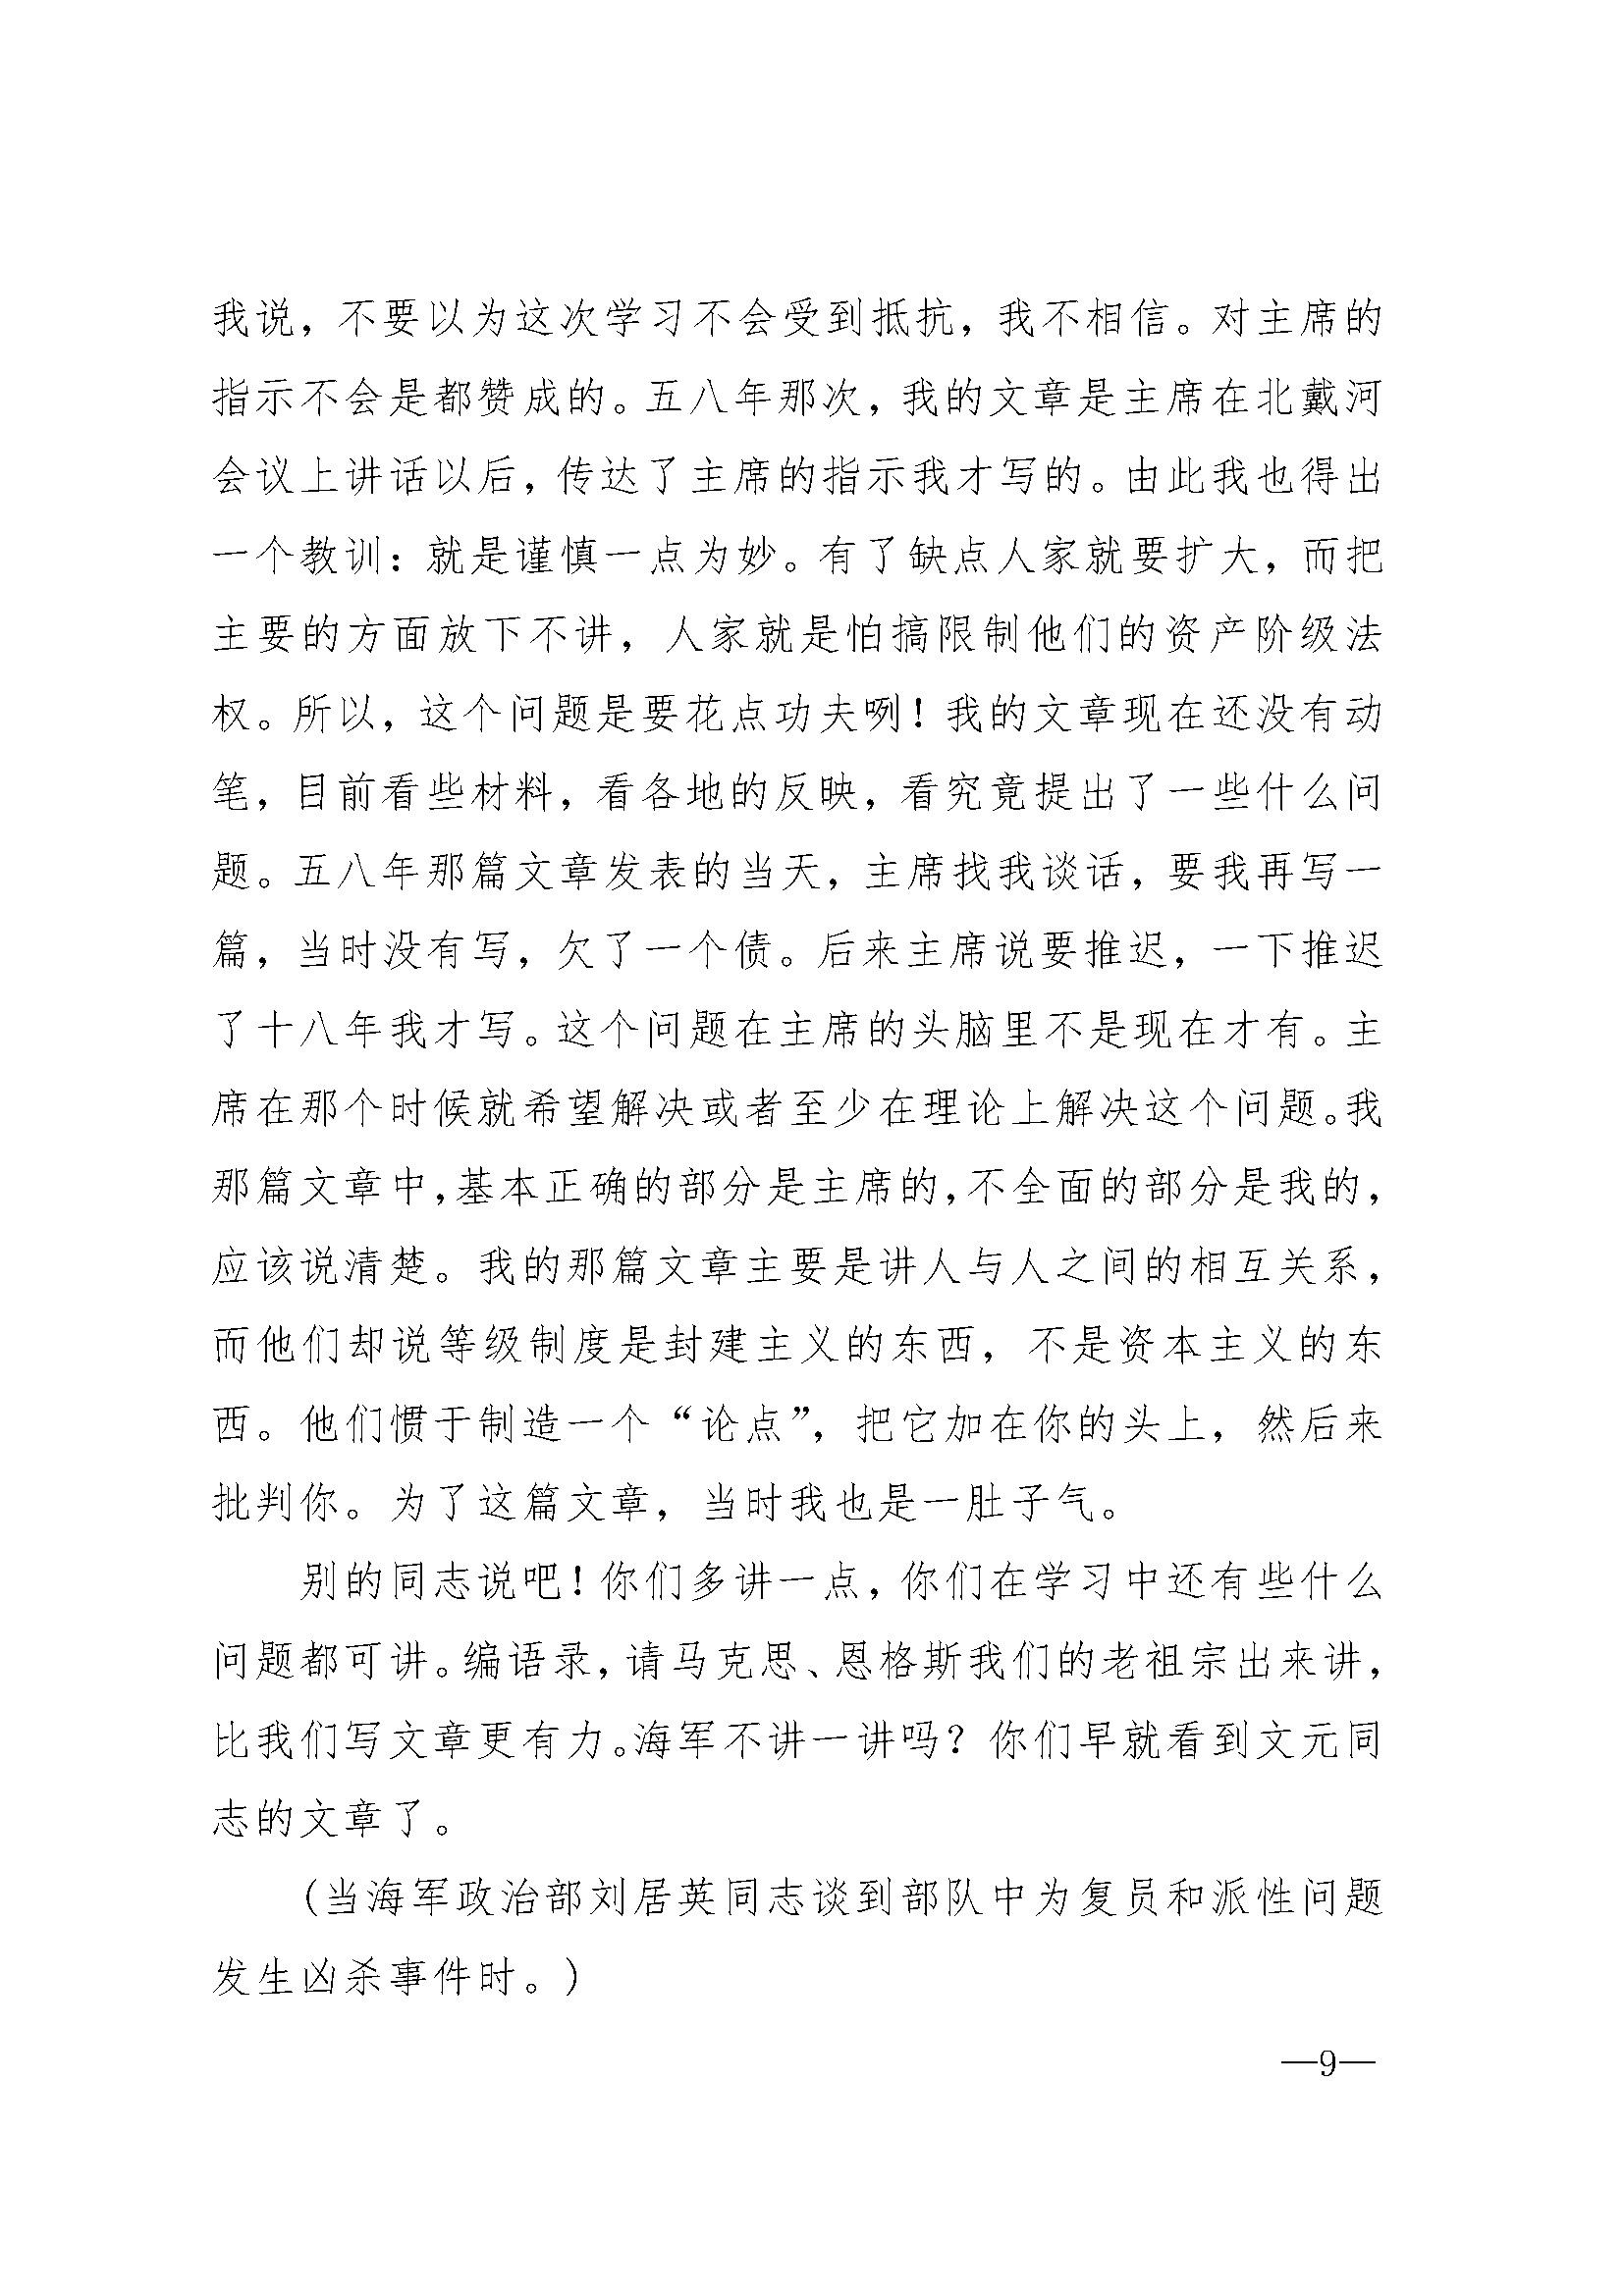 我说，不要以为这次学习不会受到抵抗，我不相信。对主席的
指示不会是都赞成的。五八年那次，我的文章是主席在北戴河
会议上讲话以后，传达了主席的指示我才写的。由此我也得出
一个教训：就是谨慎一点为妙。有了缺点人家就要扩大，而把
主要的方面放下不讲，人家就是怕搞限制他们的资产阶级法
权。所以，这个问题是要花点功夫咧！我的文章现在还没有动
笔，目前看些材料，看各地的反映，看究竟提出了一些什么问
题。五八年那篇文章发表的当天，主席找我谈话，要我再写一
篇，当时没有写，欠了一个债。后来主席说要推迟，一下推迟
了十八年我才写。这个问题在主席的头脑里不是现在才有。主
席在那个时候就希望解决或者至少在理论上解决这个问题。我
那篇文章中，基本正确的部分是主席的，不全面的部分是我的，
应该说清楚。我的那篇文章主要是讲人与人之间的相互关系，
而他们却说等级制度是封建主义的东西，不是资本主义的东
西。他们惯于制造一个“论点”，把它加在你的头上，然后来
批判你。为了这篇文章，当时我也是一肚子气。
别的同志说吧！你们多讲一点，你们在学习中还有些什么
问题都可讲。编语录，请马克思、恩格斯我们的老祖宗出来讲，
比我们写文章更有力。海军不讲一讲吗？你们早就看到文元同
志的文章了。
（当海军政治部刘居英同志谈到部队中为复员和派性问题
发生凶杀事件时。）
—9—